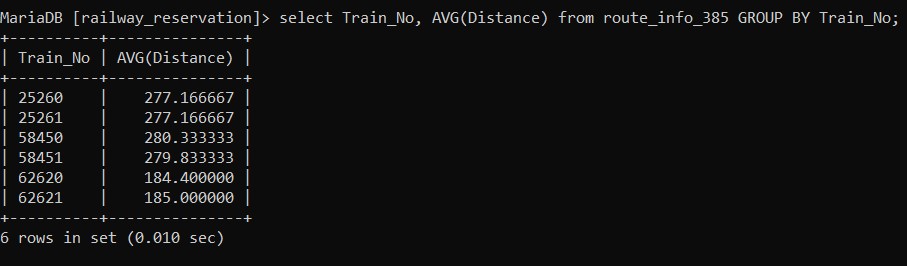 MariaDB [railway_reservation]> select Train_No, AVG(Distance) from route_info_385 GROUP BY Train_No;
+----------+---------------+
| Train_No | AVG(Distance) |
+----------+---------------+
| 25260    |    277.166667 |
| 25261    |    277.166667 |
| 58450    |    280.333333 |
| 58451    |    279.833333 |
| 62620    |    184.400000 |
| 62621    |    185.000000 |
+----------+---------------+
6 rows in set (0.010 sec)